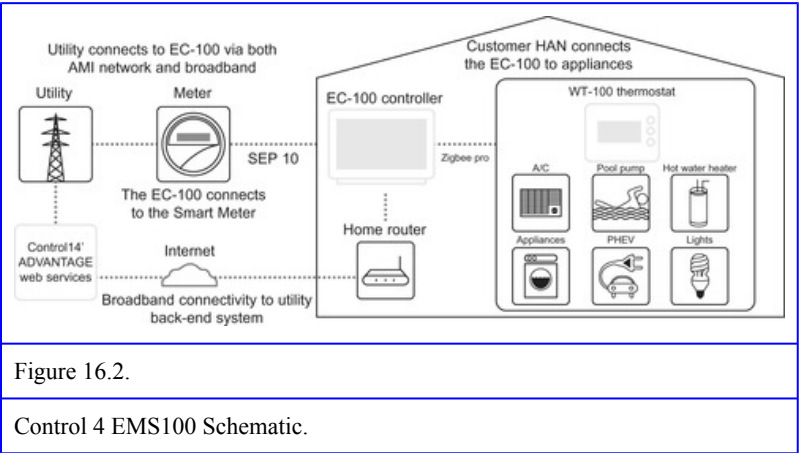 Utility connects to EC-100 via both
AMI network and broadband
Customer HAN connects
the EC-100 to appliances
Utility
Meter
EC-100 controller
WT-100 thermostat
SEP 10
Zigbee pro
A/C
Pool pump
Hot water heater
The EC-100 connects
to the Smart Meter
Home router
Appliances
PHEV
Lights
Control14'
ADVANTAGE
web services
Internet
Broadband connectivity to utility
back-end system
Figure 16.2.
Control 4 EMS100 Schematic.